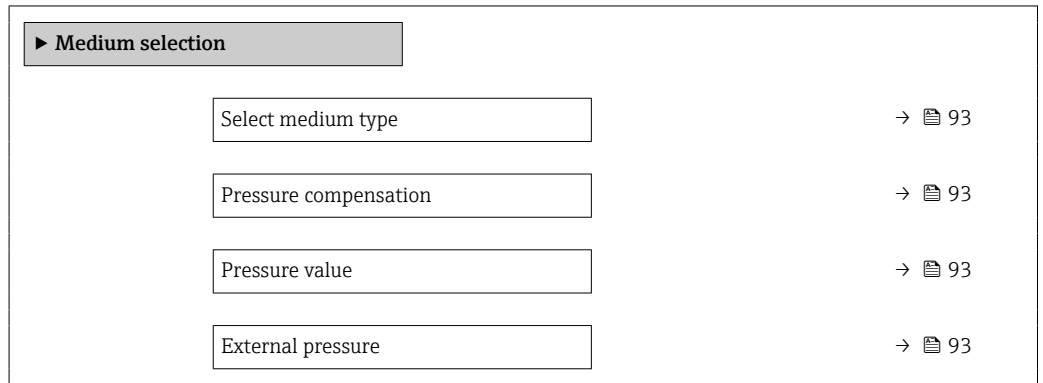 ▶ Medium selection
Select medium type → 93
Pressure compensation → 93
Pressure value → 93
External pressure → 93